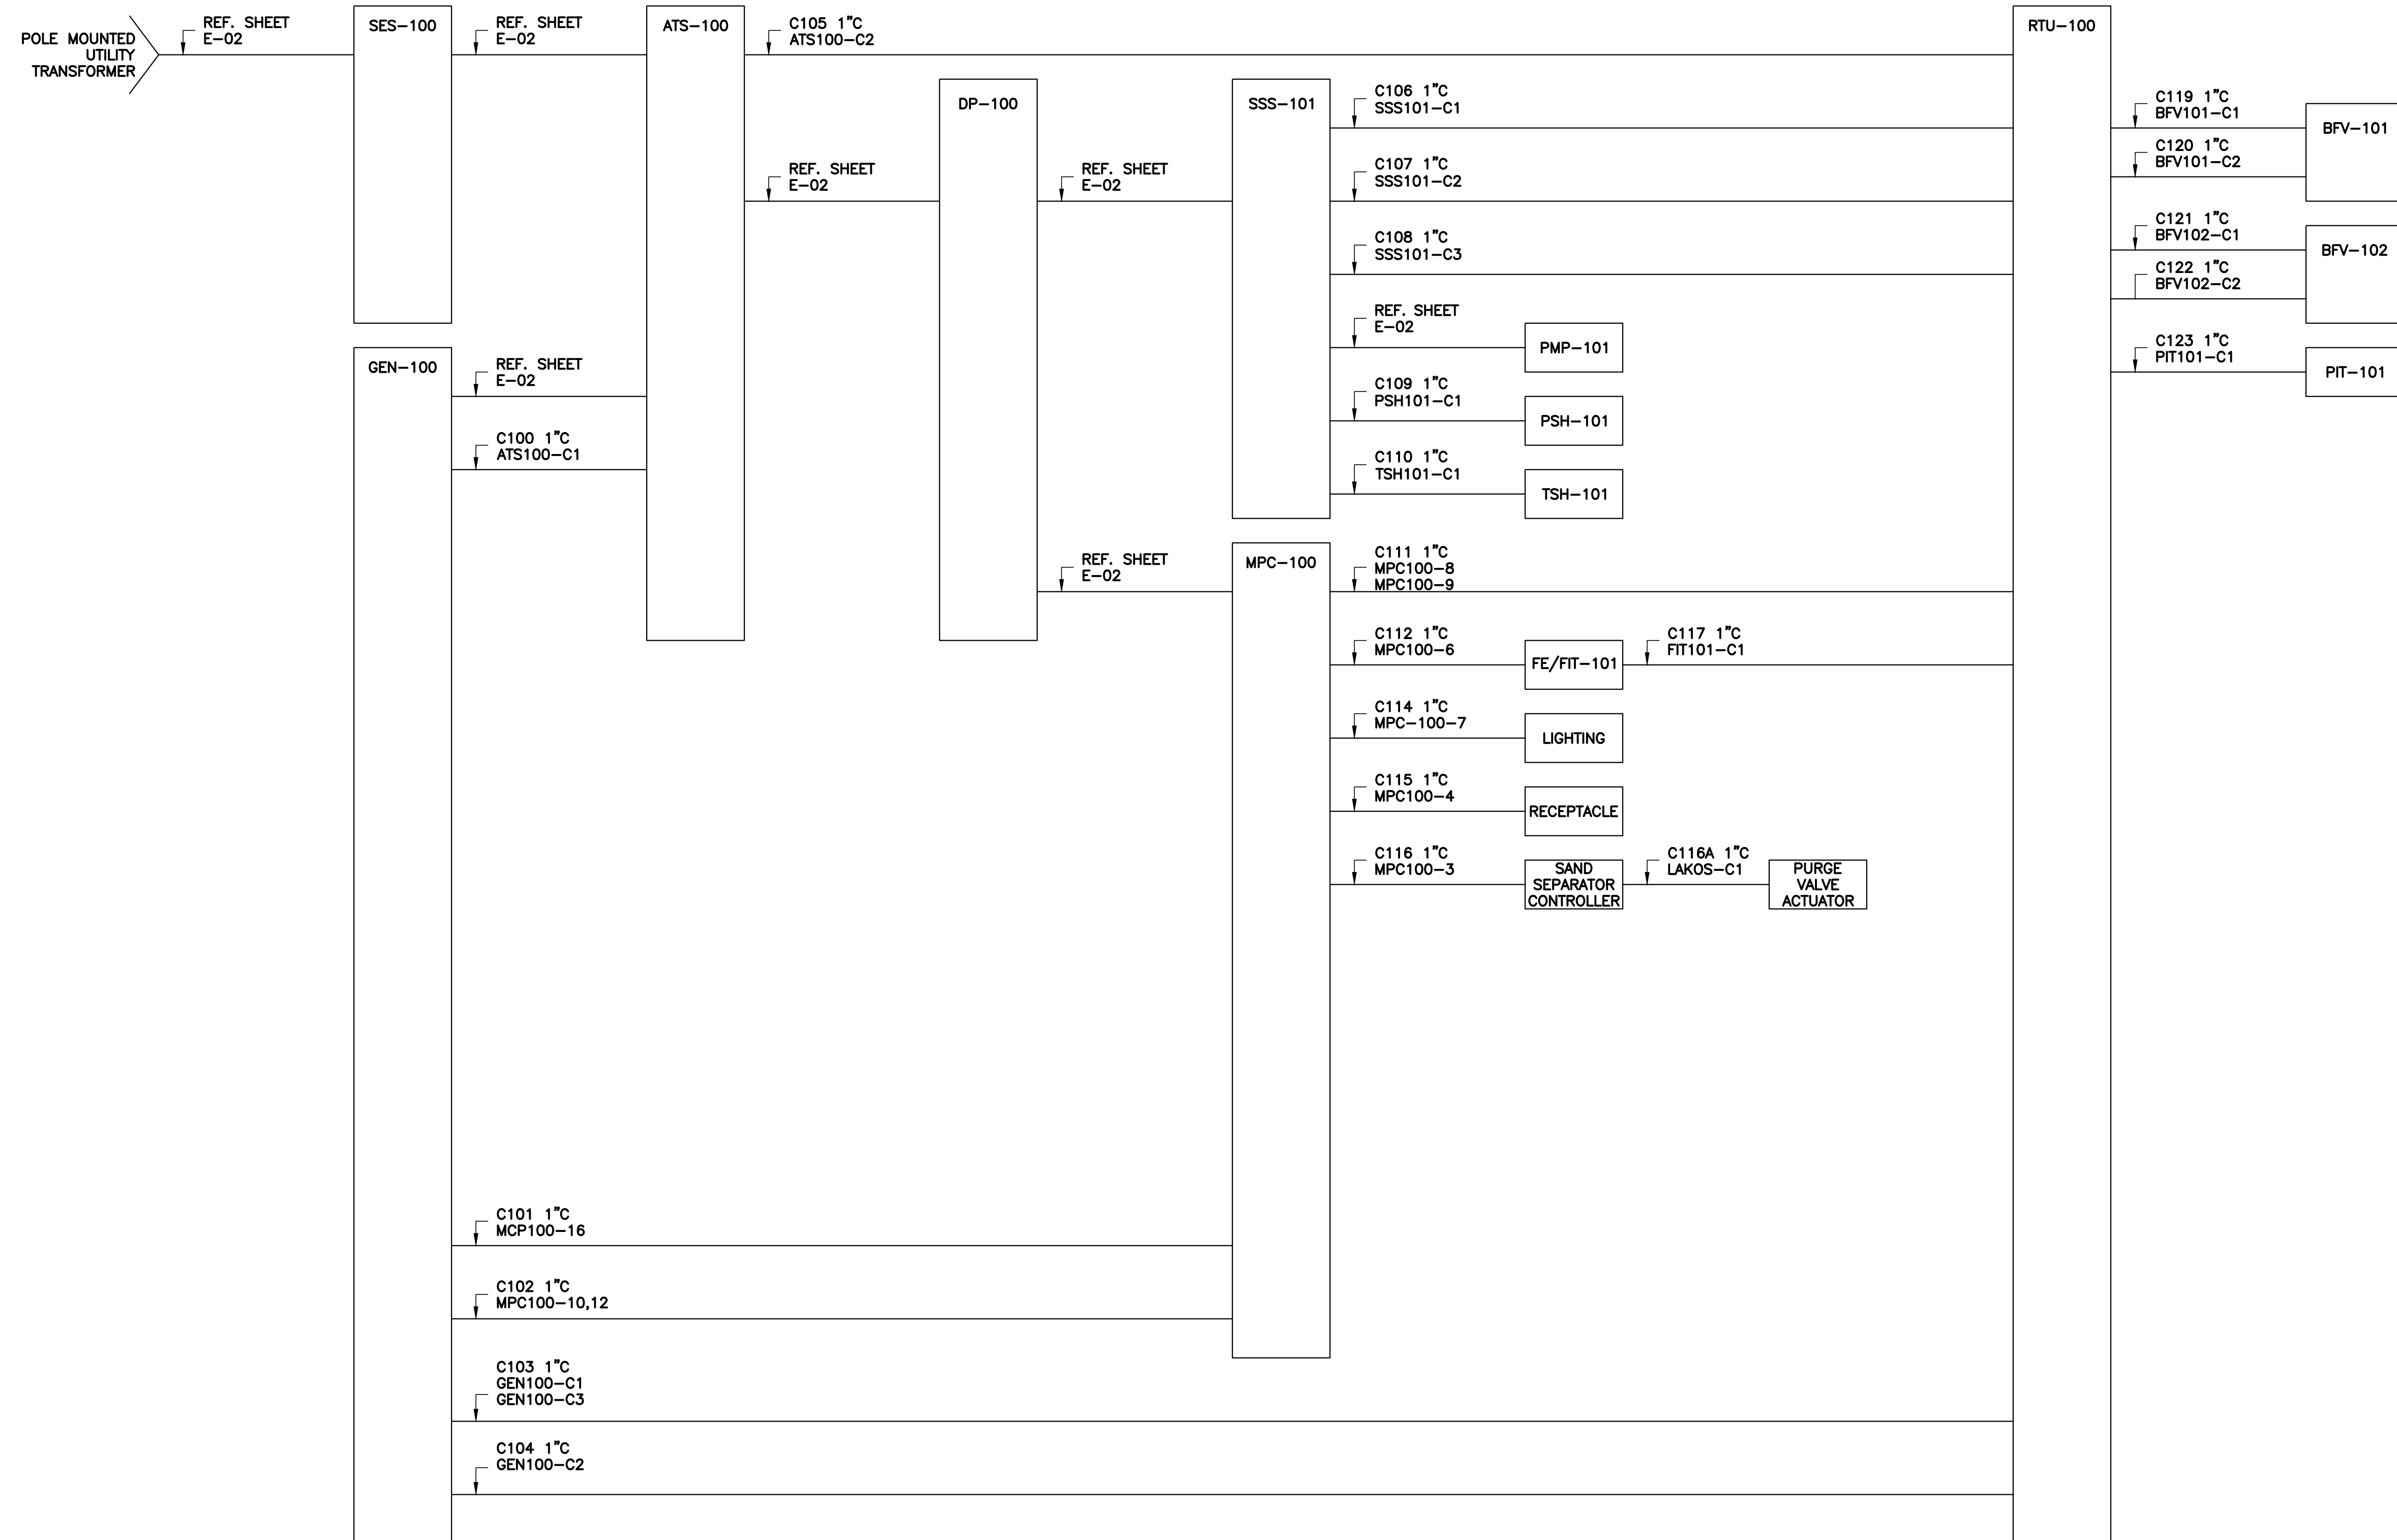 POLE MOUNTED
UTILITY
TRANSFORMER
REF. SHEET
E-02
SES-100
REF. SHEET
E-02
ATS-100
C105 1"C
ATS100-C2
RTU-100
DP-100
SSS-101
C106 1"C
SSS101-C1
C119 1"C
BFV101-C1
BFV-101
C120 1"C
BFV101-C2
REF. SHEET
E-02
REF. SHEET
E-02
C107 1"C
SSS101-C2
C121 1"C
BFV102-C1
BFV-102
C108 1"C
SSS101-C3
C122 1"C
BFV102-C2
REF. SHEET
E-02
PMP-101
C123 1"C
PIT101-C1
PIT-101
GEN-100
REF. SHEET
E-02
C109 1"C
PSH101-C1
PSH-101
C100 1"C
ATS100-C1
C110 1"C
TSH101-C1
TSH-101
REF. SHEET
E-02
MPC-100
C111 1"C
MPC100-8
MPC100-9
C112 1"C
MPC100-6
FE/FIT-101
C117 1"C
FIT101-C1
C114 1"C
MPC-100-7
LIGHTING
C115 1"C
MPC100-4
RECEPTACLE
C116 1"C
MPC100-3
SAND
SEPARATOR
CONTROLLER
C116A 1"C
LAKOS-C1
PURGE
VALVE
ACTUATOR
C101 1"C
MCP100-16
C102 1"C
MPC100-10,12
C103 1"C
GEN100-C1
GEN100-C3
C104 1"C
GEN100-C2